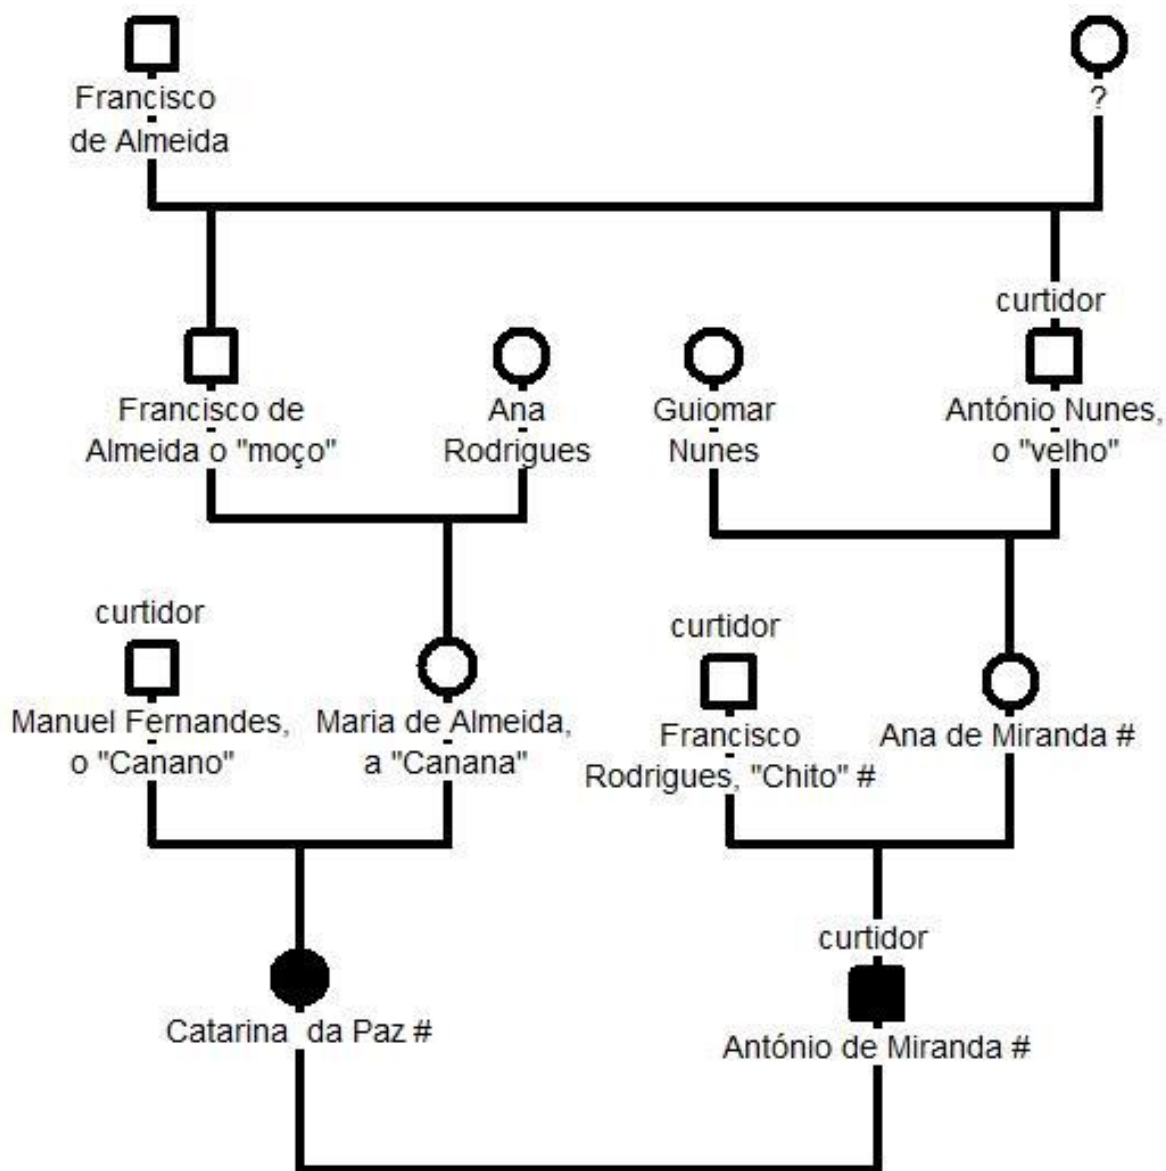 Francisco
de Almeida
?
curtidor
Francisco de
Almeida o "moço"
Ana
Rodrigues
Guiomar
Nunes
António Nunes,
o "velho"
curtidor
Manuel Fernandes,
o "Canano"
Maria de Almeida,
a "Canana"
curtidor
Francisco
Rodrigues, "Chito" #
Ana de Miranda #
Catarina da Paz #
curtidor
António de Miranda #